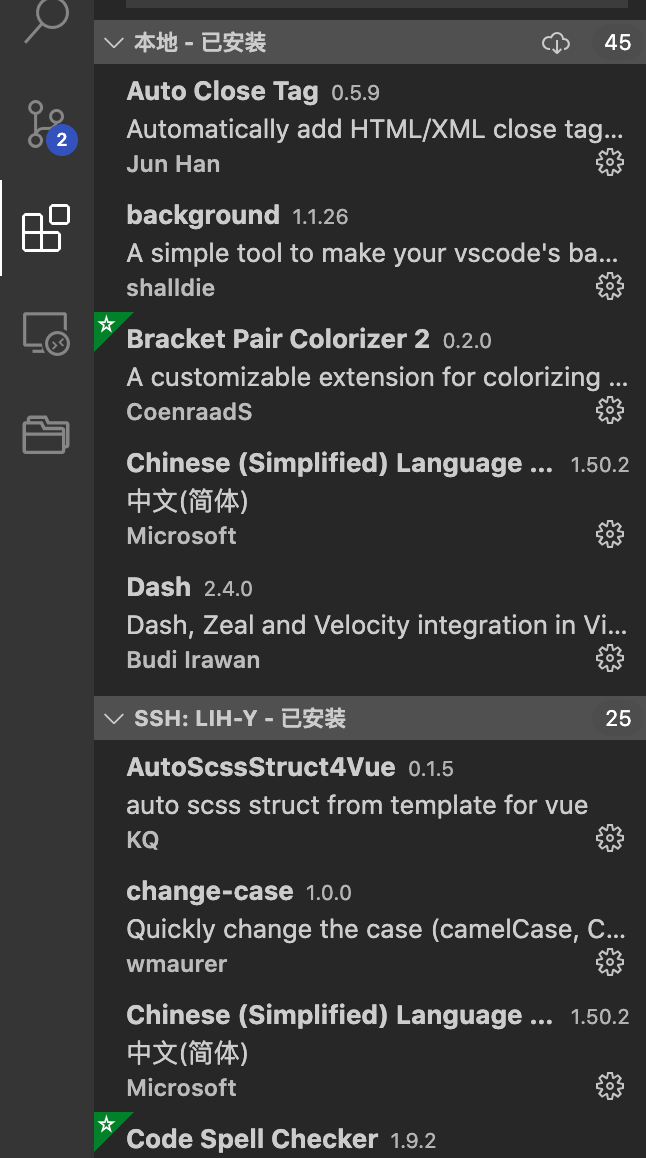 本地 - 已安装 45
Auto Close Tag 0.5.9
Automatically add HTML/XML close tag...
Jun Han
2
background 1.1.26
A simple tool to make your vscode's ba...
shalldie
Bracket Pair Colorizer 2 0.2.0
A customizable extension for colorizing ...
CoenraadS
Chinese (Simplified) Language ... 1.50.2
中文(简体)
Microsoft
Dash 2.4.0
Dash, Zeal and Velocity integration in Vi...
Budi Irawan
SSH: LIH-Y - 已安装 25
AutoScssStruct4Vue 0.1.5
auto scss struct from template for vue
KQ
change-case 1.0.0
Quickly change the case (camelCase, C...
wmaurer
Chinese (Simplified) Language ... 1.50.2
中文(简体)
Microsoft
Code Spell Checker 1.9.2